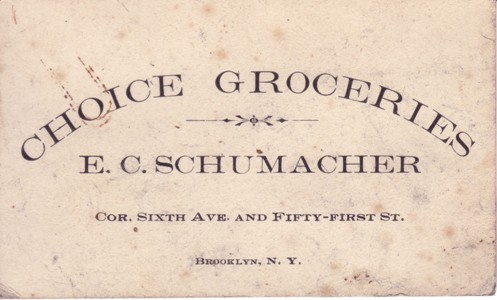 CHOICE GROCERIES
E. C. SCHUMACHER
COR. SIXTH AVE. AND FIFTY-FIRST ST.
BROOKLYN, N. Y.